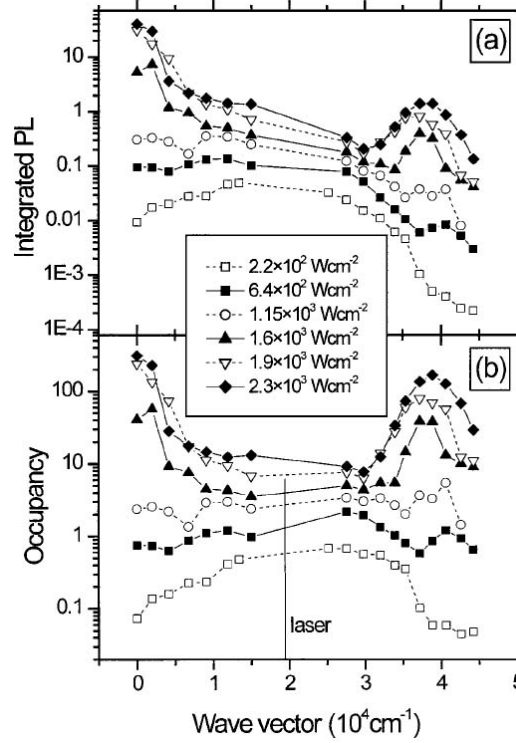 (a)
10
1
0.1
0.01
1E-3
1E-4
Integrated PL
2.2×10² Wcm⁻²
6.4×10² Wcm⁻²
1.15×10³ Wcm⁻²
1.6×10³ Wcm⁻²
1.9×10³ Wcm⁻²
2.3×10³ Wcm⁻²
(b)
100
10
1
0.1
Occupancy
laser
0 1 2 3 4 5
Wave vector (10⁴cm⁻¹)